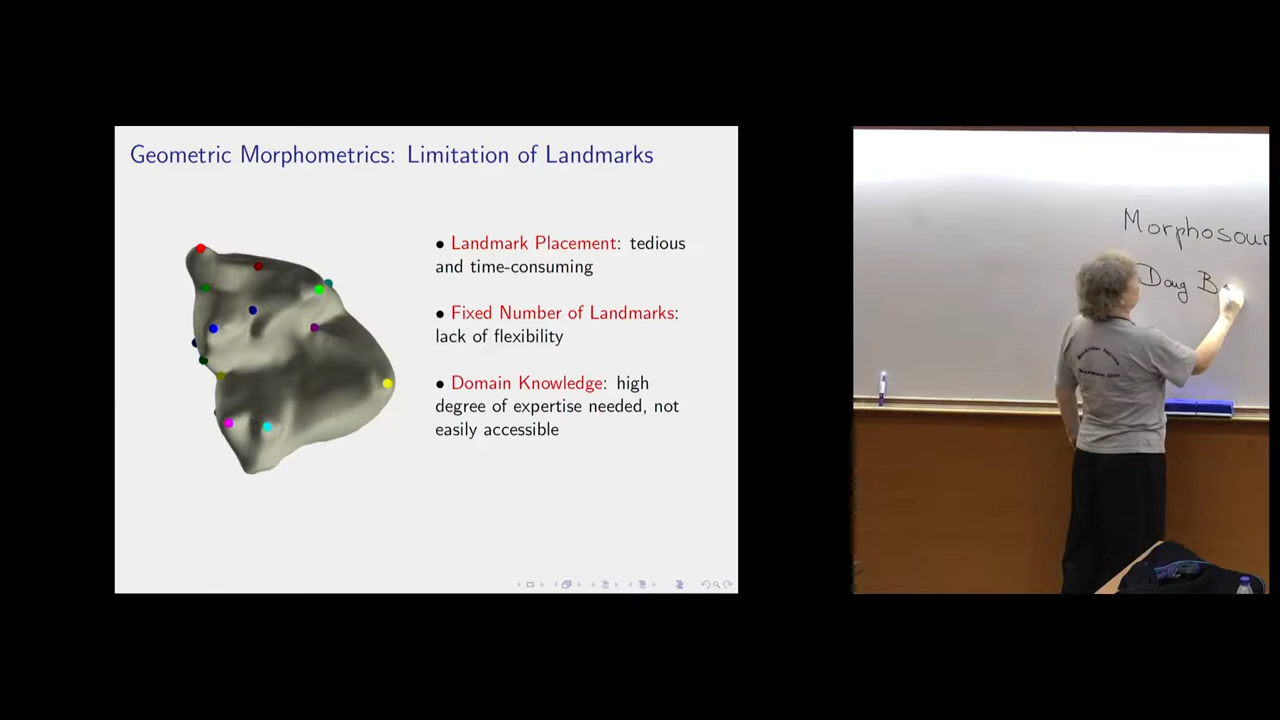 Geometric Morphometrics: Limitation of Landmarks
• Landmark Placement: tedious
and time-consuming
• Fixed Number of Landmarks:
lack of flexibility
• Domain Knowledge: high
degree of expertise needed, not
easily accessible
Morphosour
Doug B